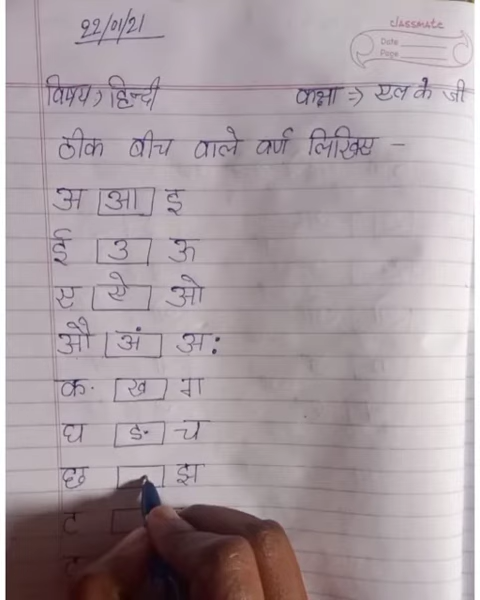 22/01/21
classmate
Date
Page
विषय → हिन्दी कक्षा ⇒ एल के जी
ठीक बीच वाले वर्ण लिखिए –
अ आ इ
ई उ ऊ
ए ऐ ओ
औ अं अः
क ख ग
घ ङ च
छ झ
ट